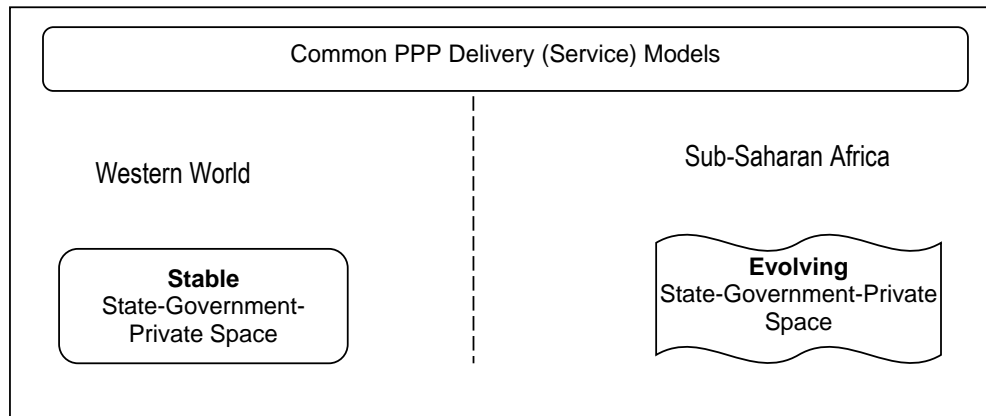 Common PPP Delivery (Service) Models
Western World
Sub-Saharan Africa
Stable
State-Government-
Private Space
Evolving
State-Government-Private
Space